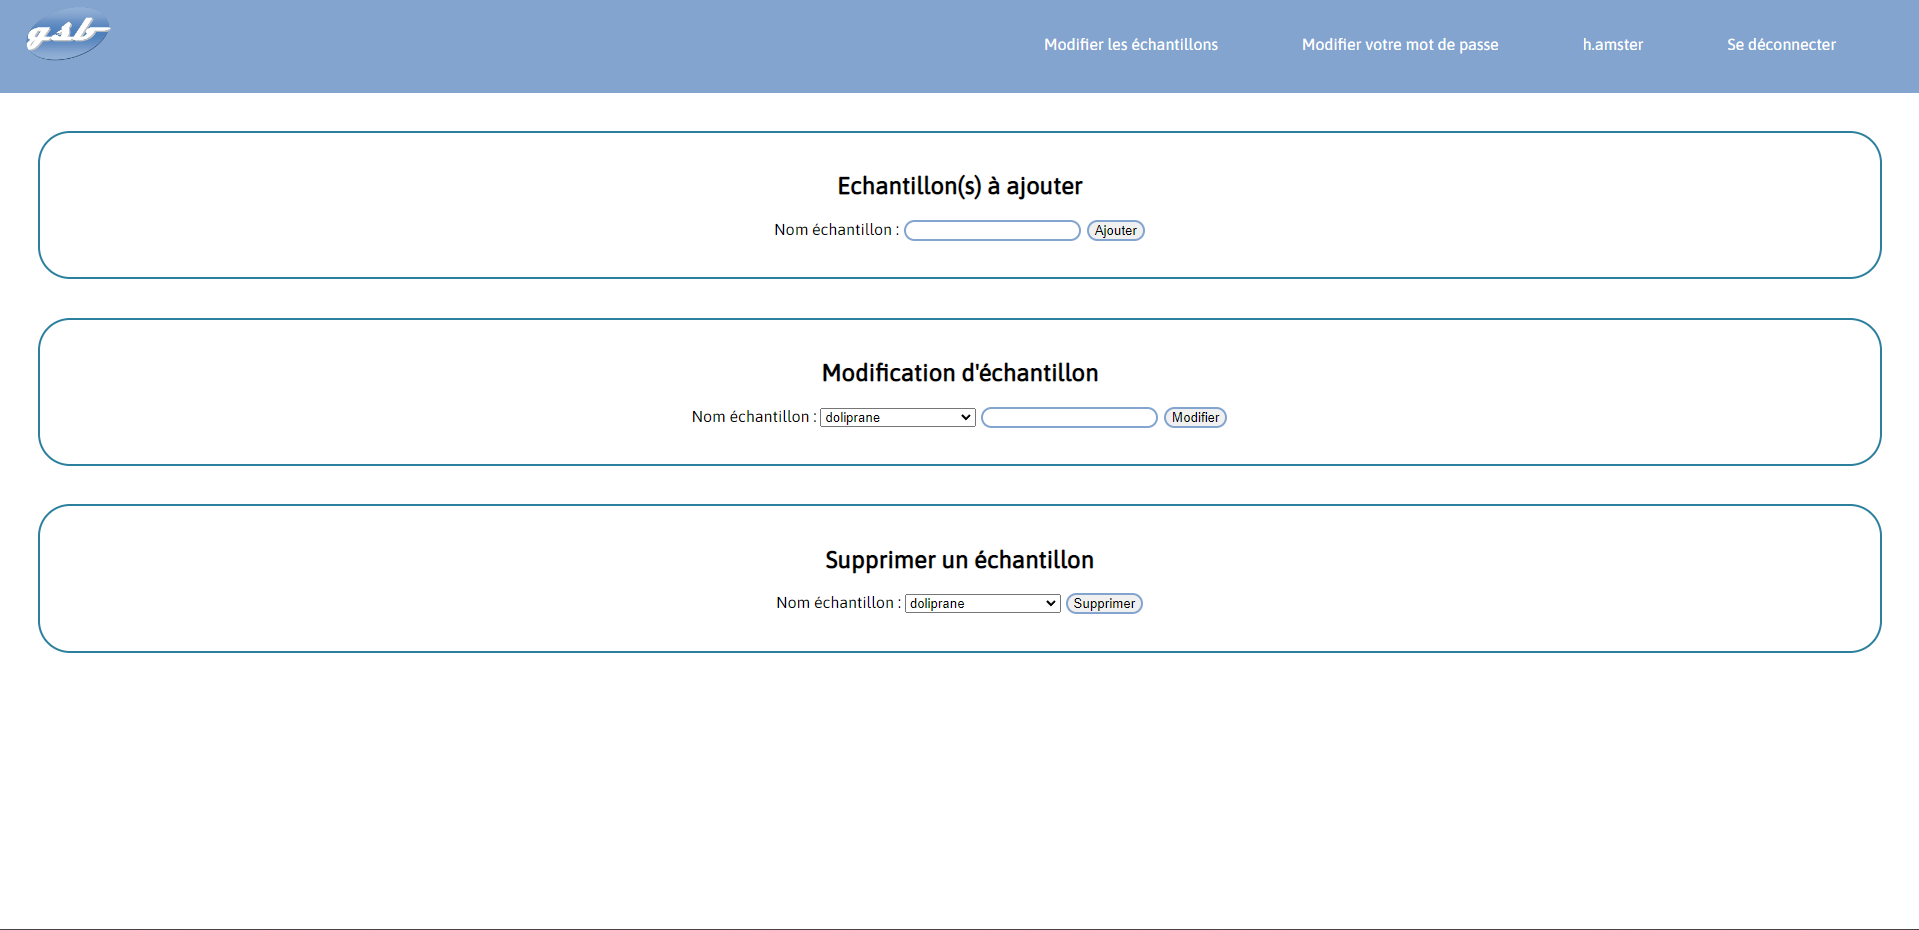 gsb
Modifier les échantillons
Modifier votre mot de passe
h.amster
Se déconnecter
Echantillon(s) à ajouter
Nom échantillon : Ajouter
Modification d'échantillon
Nom échantillon : doliprane Modifier
Supprimer un échantillon
Nom échantillon : doliprane Supprimer